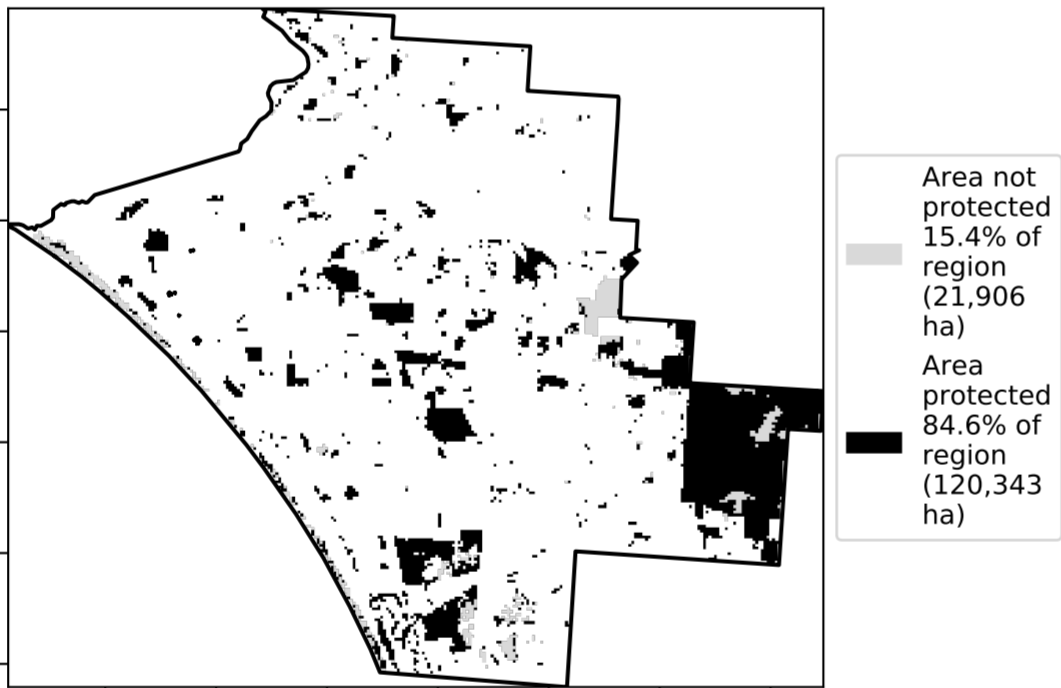 Area not
protected
15.4% of
region
(21,906
ha)
Area
protected
84.6% of
region
(120,343
ha)